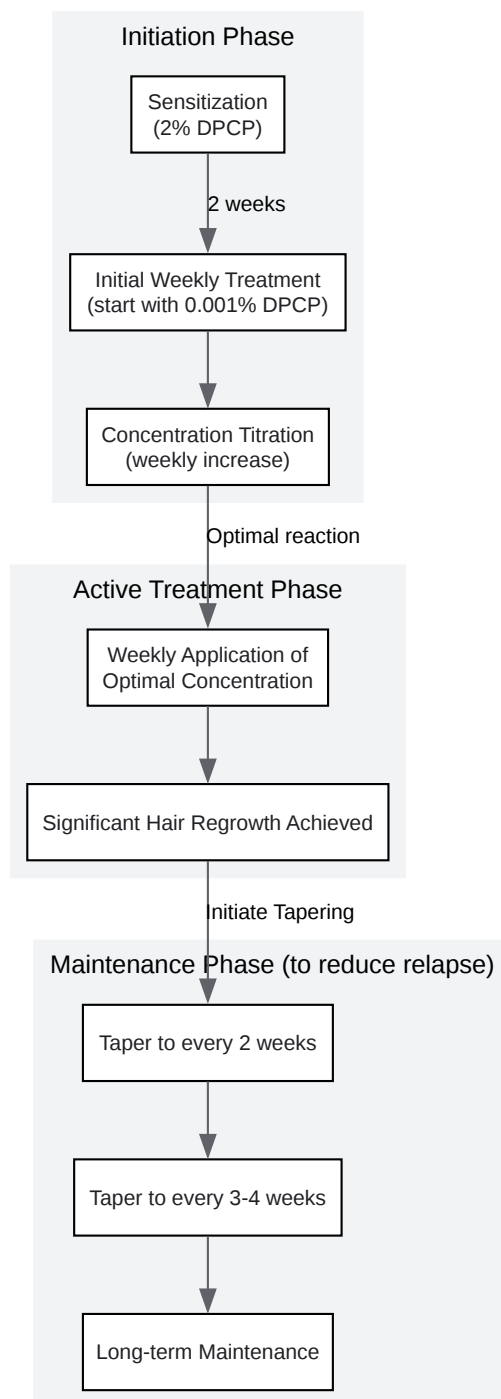 Initiation Phase
Sensitization
(2% DPCP)
2 weeks
Initial Weekly Treatment
(start with 0.001% DPCP)
Concentration Titration
(weekly increase)
Optimal reaction
Active Treatment Phase
Weekly Application of
Optimal Concentration
Significant Hair Regrowth Achieved
Initiate Tapering
Maintenance Phase (to reduce relapse)
Taper to every 2 weeks
Taper to every 3-4 weeks
Long-term Maintenance